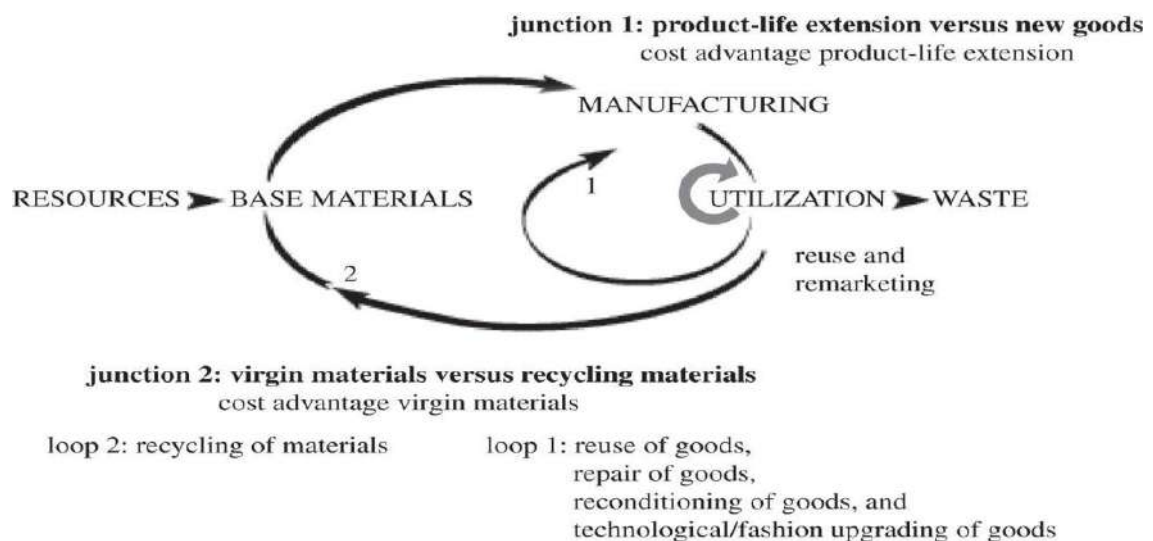 junction 1: product-life extension versus new goods
cost advantage product-life extension
MANUFACTURING
1
RESOURCES
BASE MATERIALS
UTILIZATION
WASTE
2
reuse and
remarketing
junction 2: virgin materials versus recycling materials
cost advantage virgin materials
loop 2: recycling of materials
loop 1: reuse of goods,
repair of goods,
reconditioning of goods, and
technological/fashion upgrading of goods